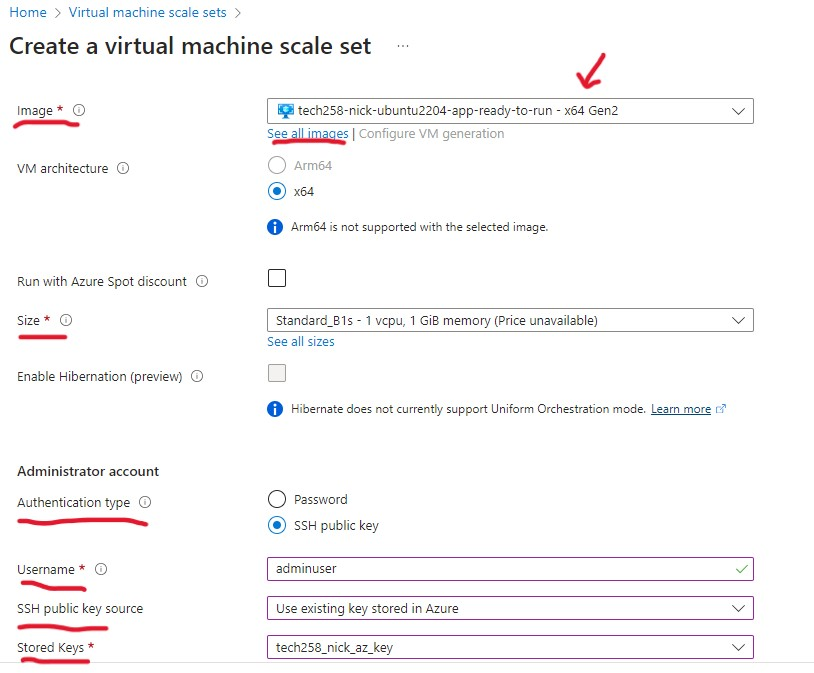 Home > Virtual machine scale sets >
Create a virtual machine scale set ...
Image * tech258-nick-ubuntu2204-app-ready-to-run - x64 Gen2
See all images | Configure VM generation
VM architecture Arm64
x64
Arm64 is not supported with the selected image.
Run with Azure Spot discount
Size * Standard_B1s - 1 vcpu, 1 GiB memory (Price unavailable)
See all sizes
Enable Hibernation (preview)
Hibernate does not currently support Uniform Orchestration mode. Learn more
Administrator account
Authentication type Password
SSH public key
Username * adminuser
SSH public key source Use existing key stored in Azure
Stored Keys * tech258_nick_az_key